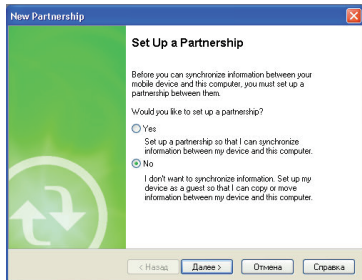 New Partnership
Set Up a Partnership
Before you can synchronize information between your
mobile device and this computer, you must set up a
partnership between them.
Would you like to set up a partnership?
Yes
Set up a partnership so that I can synchronize
information between my device and this computer.
No
I don't want to synchronize information. Set up my
device as a guest so that I can copy or move
information between my device and this computer.
< Назад Далее > Отмена Справка